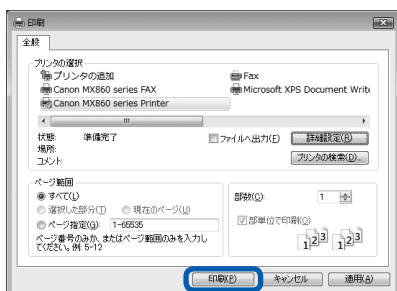 印刷
全般
プリンタの選択
プリンタの追加
Fax
Canon MX860 series FAX
Microsoft XPS Document Write
Canon MX860 series Printer
状態: 準備完了
ファイルへ出力(F)
詳細設定(R)
場所:
コメント:
プリンタの検索(D)...
ページ範囲
すべて(L)
部数(C): 1
選択した部分(T)
現在のページ(U)
部単位で印刷(O)
ページ指定(G): 1-65535
ページ番号のみか、またはページ範囲のみを入力し
てください。例: 5-12
1 2 3 1 2 3
印刷(P)
キャンセル
適用(A)